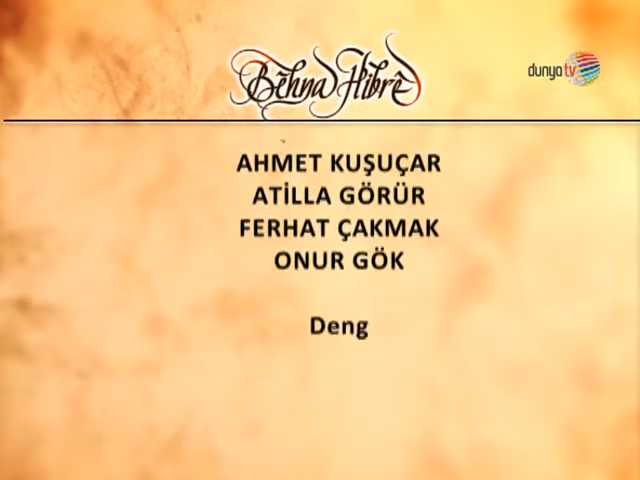 Bêhna Hibrê
dunya tv
AHMET KUŞUÇAR
ATİLLA GÖRÜR
FERHAT ÇAKMAK
ONUR GÖK
Deng